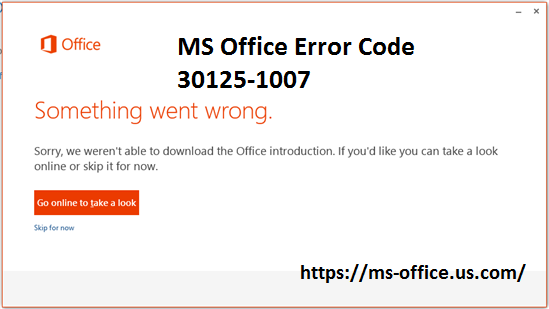 Office
MS Office Error Code
30125-1007
Something went wrong.
Sorry, we weren't able to download the Office introduction. If you'd like you can take a look
online or skip it for now.
Go online to take a look
Skip for now
https://ms-office.us.com/